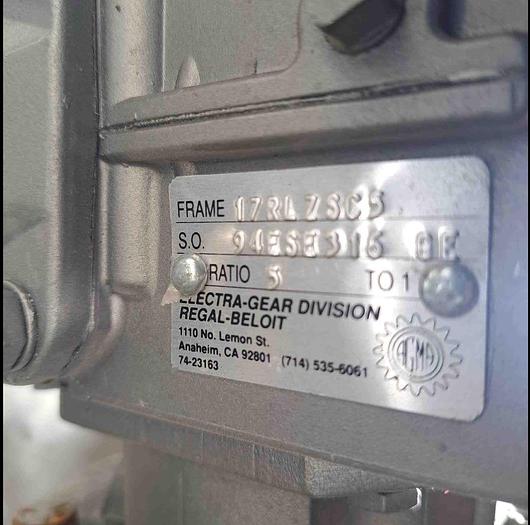 FRAME 17RLZSC5
S.O. 94ESE316
RATIO 5 TO 1
ELECTRA-GEAR DIVISION
REGAL-BELOIT
1110 No. Lemon St.
Anaheim, CA 92801 (714) 535-6061
74-23163
AGMA